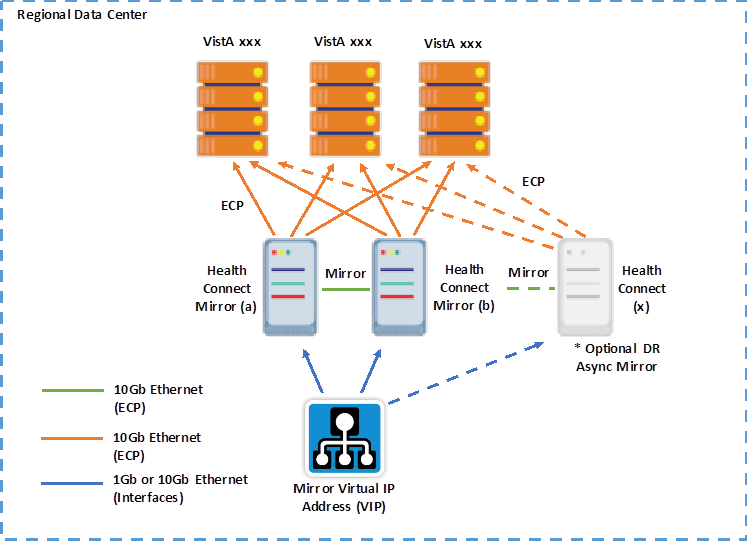 Regional Data Center
VistA xxx
VistA xxx
VistA xxx
ECP
ECP
Health
Connect
Mirror (a)
Mirror
Health
Connect
Mirror (b)
Mirror
Health
Connect
(x)
* Optional DR
Async Mirror
10Gb Ethernet
(ECP)
10Gb Ethernet
(ECP)
1Gb or 10Gb Ethernet
(Interfaces)
Mirror Virtual IP
Address (VIP)